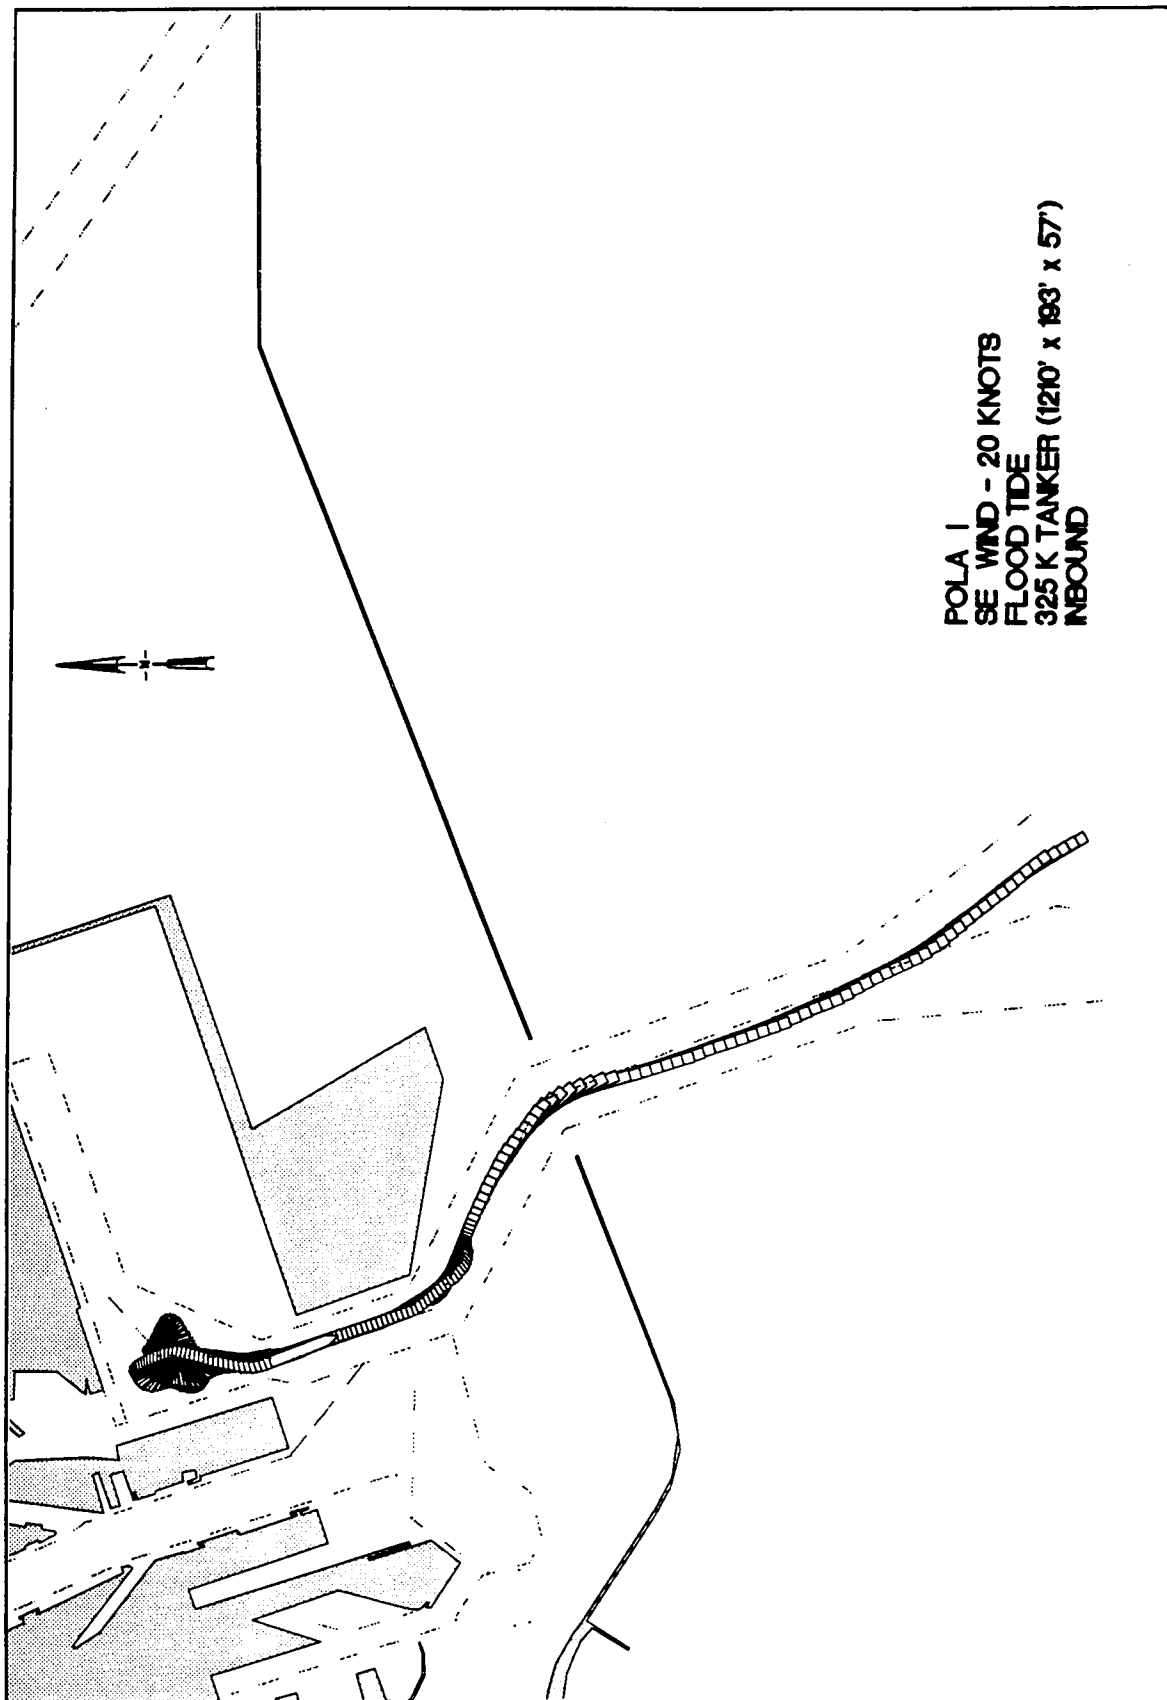 POLA I
SE WIND - 20 KNOTS
FLOOD TIDE
325 K TANKER (1210' x 193' x 57')
INBOUND